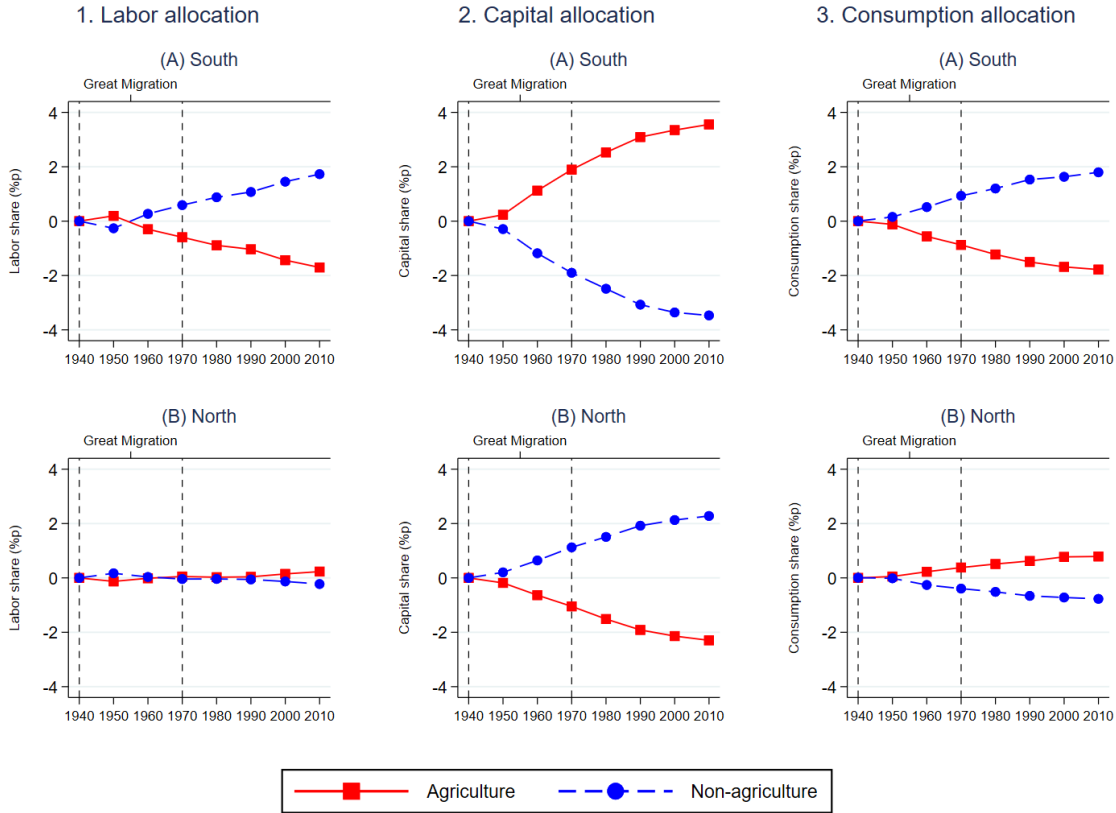 1. Labor allocation
2. Capital allocation
3. Consumption allocation
(A) South
(A) South
(A) South
Great Migration
Great Migration
Great Migration
Labor share (%p)
4
2
0
-2
-4
1940 1950 1960 1970 1980 1990 2000 2010
Capital share (%p)
4
2
0
-2
-4
1940 1950 1960 1970 1980 1990 2000 2010
Consumption share (%p)
4
2
0
-2
-4
1940 1950 1960 1970 1980 1990 2000 2010
(B) North
(B) North
(B) North
Great Migration
Great Migration
Great Migration
Labor share (%p)
4
2
0
-2
-4
1940 1950 1960 1970 1980 1990 2000 2010
Capital share (%p)
4
2
0
-2
-4
1940 1950 1960 1970 1980 1990 2000 2010
Consumption share (%p)
4
2
0
-2
-4
1940 1950 1960 1970 1980 1990 2000 2010
Agriculture
Non-agriculture